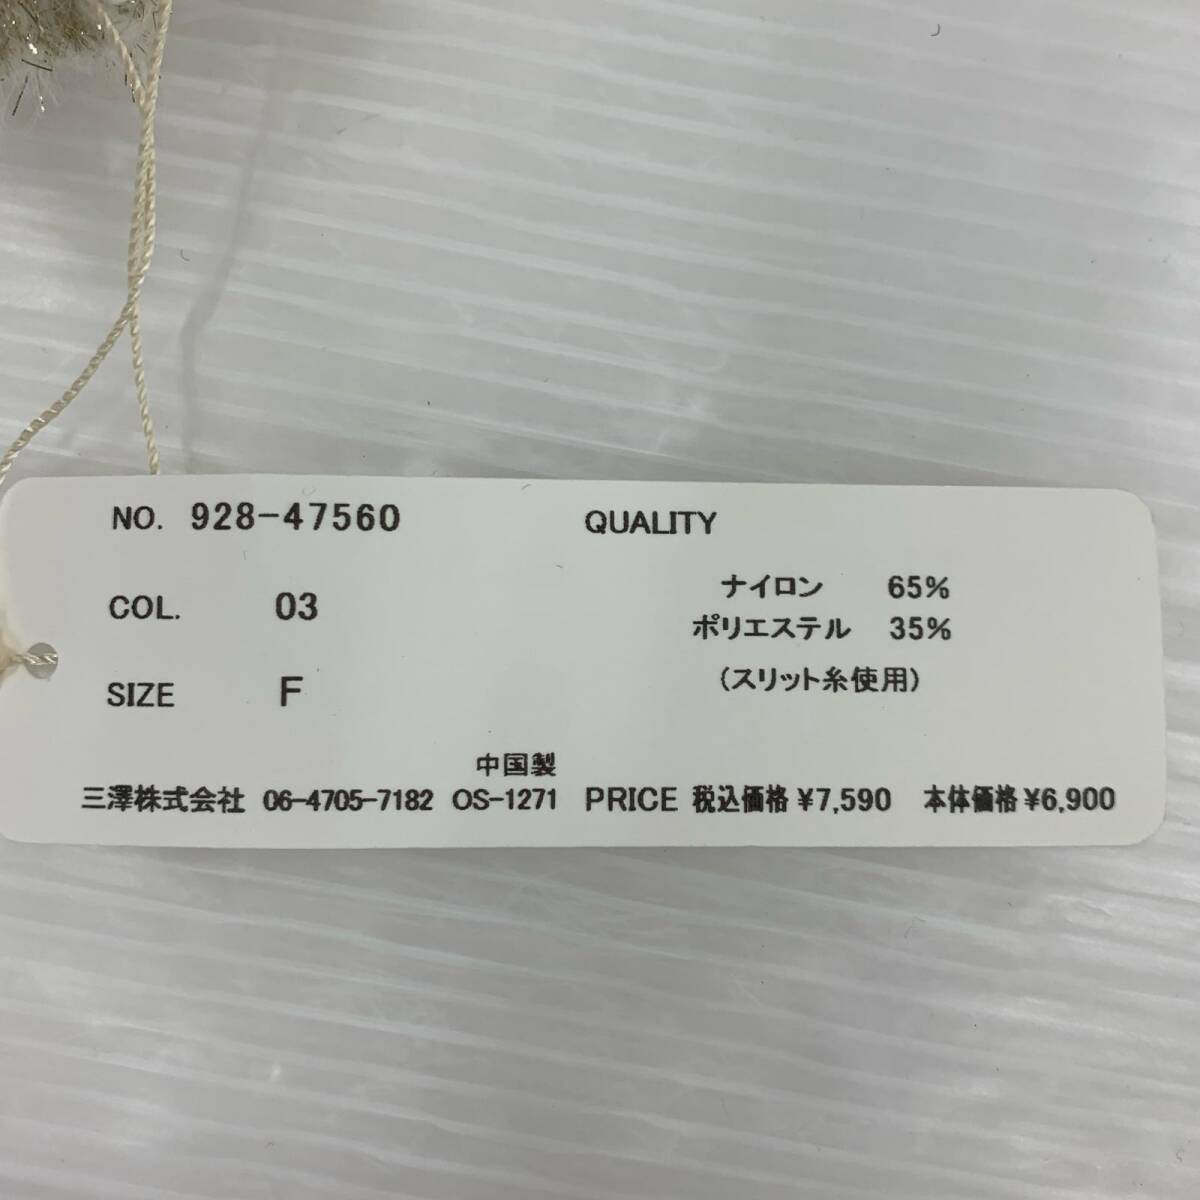 NO. 928-47560
COL. 03
SIZE F
QUALITY
ナイロン 65%
ポリエステル 35%
(スリット糸使用)
中国製
三澤株式会社 06-4705-7182 OS-1271 PRICE 税込価格 ¥7,590 本体価格 ¥6,900